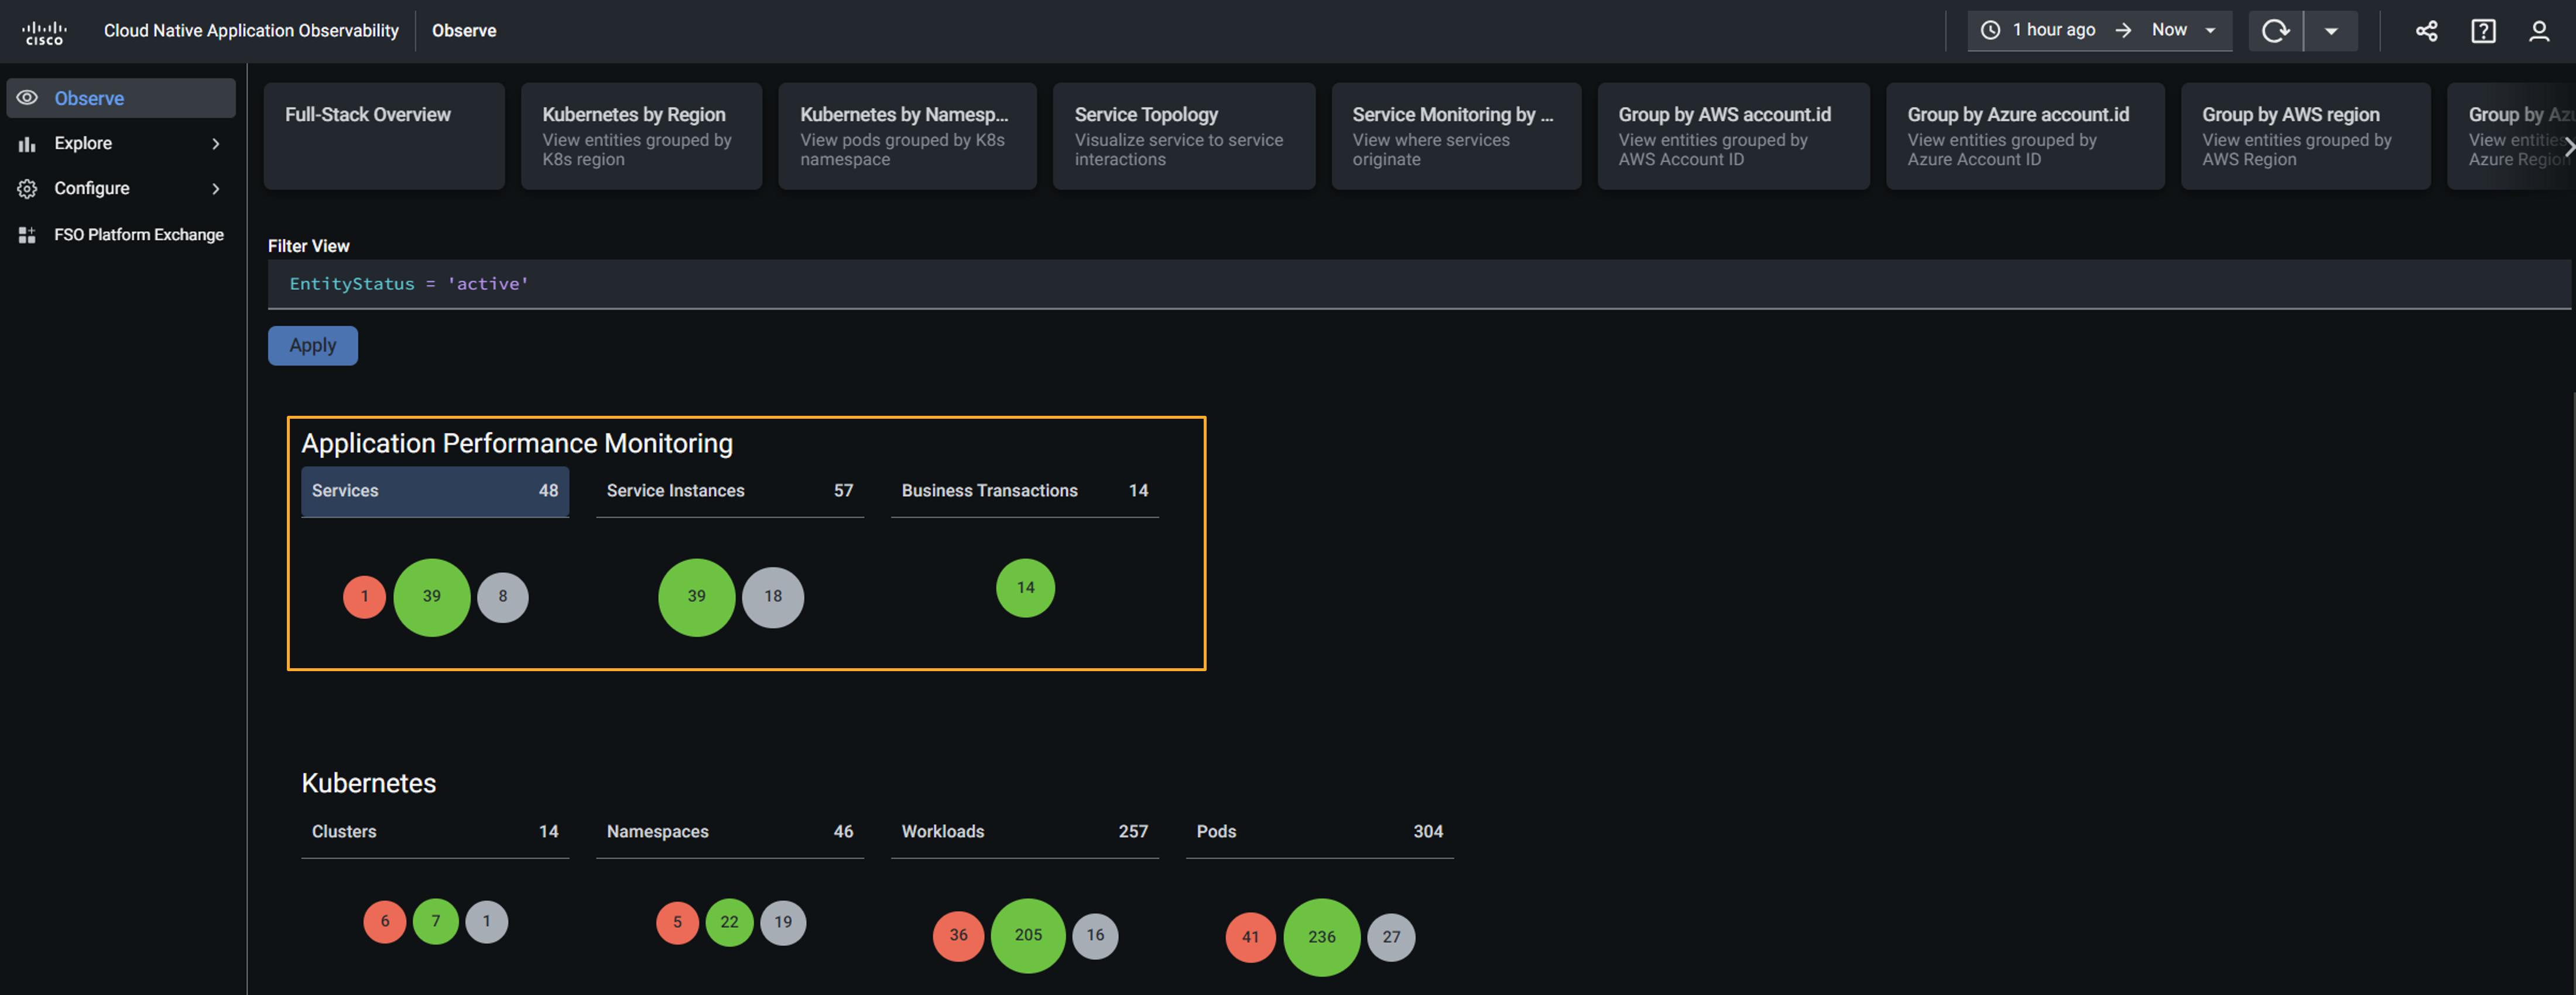 cisco
Cloud Native Application Observability
Observe
1 hour ago → Now
Observe
Explore
Configure
FSO Platform Exchange
Full-Stack Overview
Kubernetes by Region
View entities grouped by
K8s region
Kubernetes by Namesp...
View pods grouped by K8s
namespace
Service Topology
Visualize service to service
interactions
Service Monitoring by ...
View where services
originate
Group by AWS account.id
View entities grouped by
AWS Account ID
Group by Azure account.id
View entities grouped by
Azure Account ID
Group by AWS region
View entities grouped by
AWS Region
Group by
View entities
Azure Region
Filter View
EntityStatus = 'active'
Apply
Application Performance Monitoring
Services 48
Service Instances 57
Business Transactions 14
1 39 8
39 18
14
Kubernetes
Clusters 14
Namespaces 46
Workloads 257
Pods 304
6 7 1
5 22 19
36 205 16
41 236 27